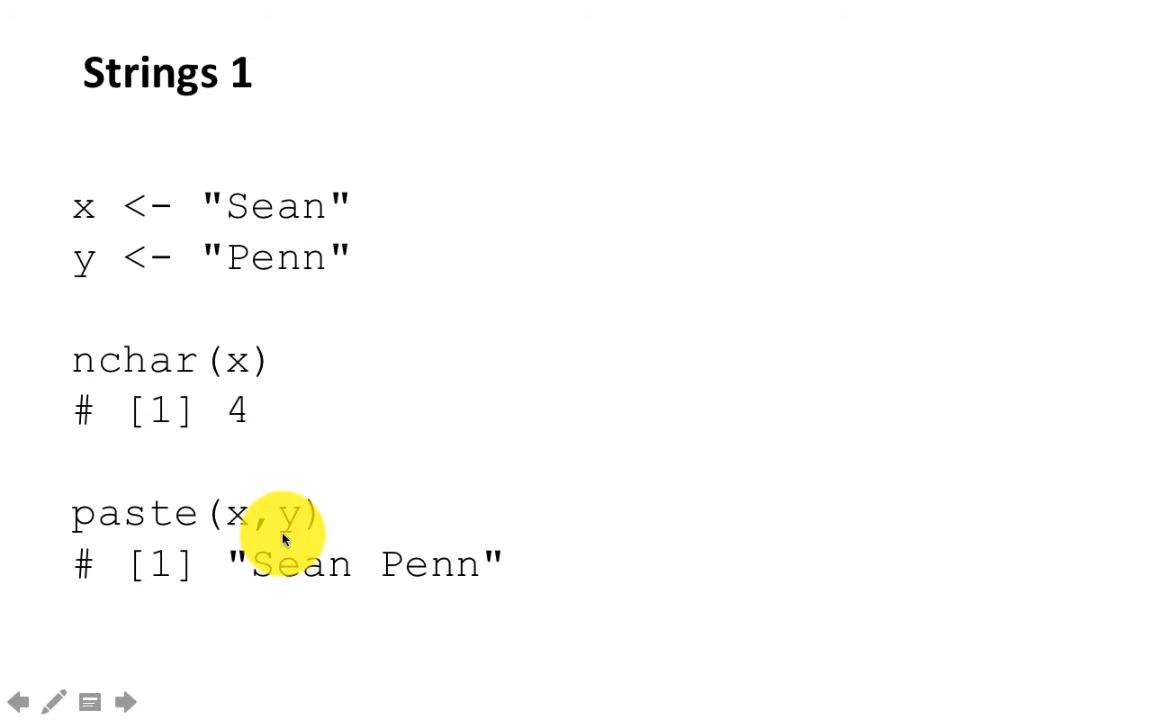 Strings 1
x <- "Sean"
y <- "Penn"
nchar(x)
# [1] 4
paste(x,y)
# [1] "Sean Penn"